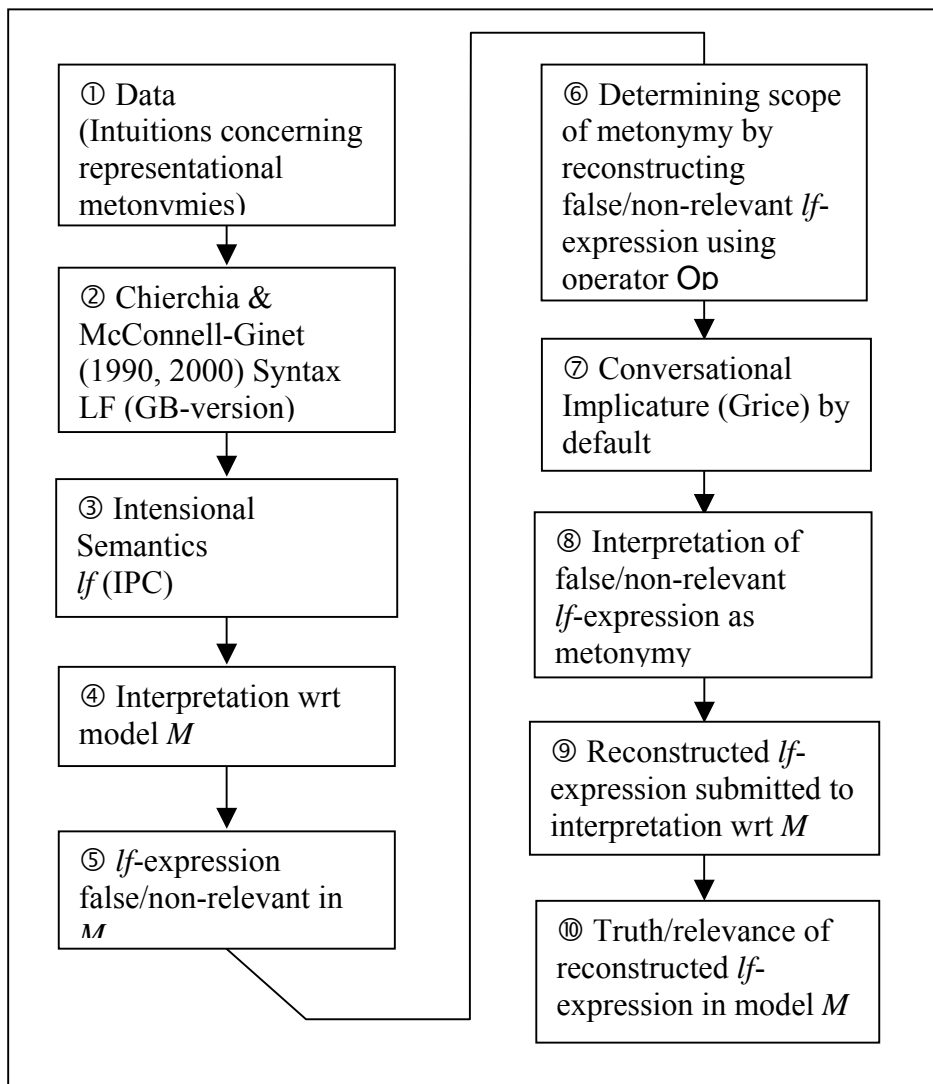 ① Data
(Intuitions concerning
representational
metonymies)
② Chierchia &
McConnell-Ginet
(1990, 2000) Syntax
LF (GB-version)
③ Intensional
Semantics
lf (IPC)
④ Interpretation wrt
model M
⑤ lf-expression
false/non-relevant in
M
⑥ Determining scope
of metonymy by
reconstructing
false/non-relevant lf-
expression using
operator Op
⑦ Conversational
Implicature (Grice) by
default
⑧ Interpretation of
false/non-relevant
lf-expression as
metonymy
⑨ Reconstructed lf-
expression submitted to
interpretation wrt M
⑩ Truth/relevance of
reconstructed lf-
expression in model M